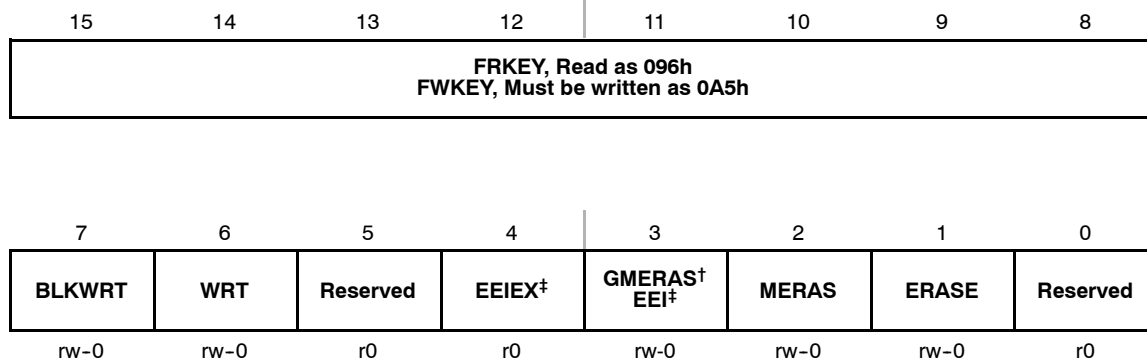 15 14 13 12 11 10 9 8
FRKEY, Read as 096h
FWKEY, Must be written as 0A5h
7 6 5 4 3 2 1 0
BLKWRT WRT Reserved EEIEX‡ GMERAS† EEI‡ MERAS ERASE Reserved
rw-0 rw-0 r0 r0 rw-0 rw-0 rw-0 r0